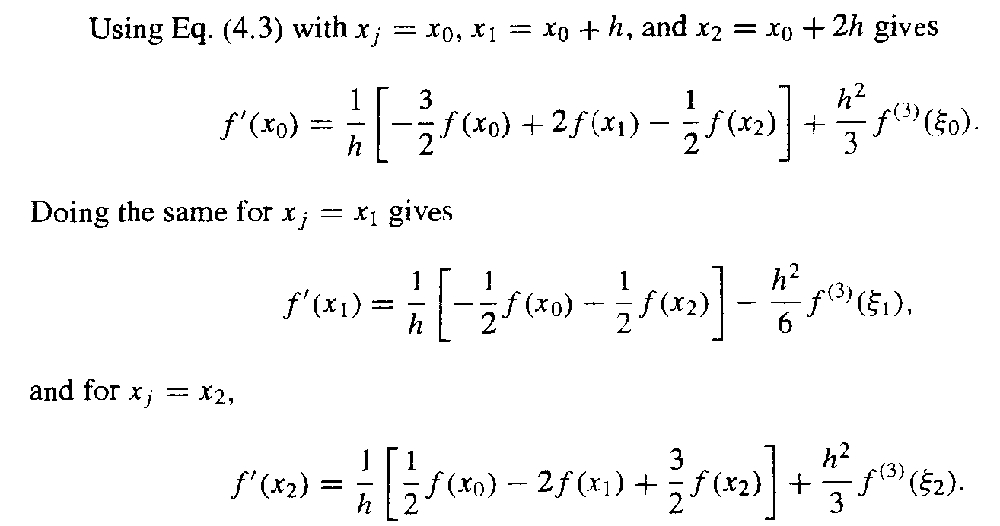 Using Eq. (4.3) with x_j = x_0, x_1 = x_0 + h, and x_2 = x_0 + 2h gives
f'(x_0) = \frac{1}{h} \left[ -\frac{3}{2} f(x_0) + 2f(x_1) - \frac{1}{2} f(x_2) \right] + \frac{h^2}{3} f^{(3)}(\xi_0).
Doing the same for x_j = x_1 gives
f'(x_1) = \frac{1}{h} \left[ -\frac{1}{2} f(x_0) + \frac{1}{2} f(x_2) \right] - \frac{h^2}{6} f^{(3)}(\xi_1),
and for x_j = x_2,
f'(x_2) = \frac{1}{h} \left[ \frac{1}{2} f(x_0) - 2f(x_1) + \frac{3}{2} f(x_2) \right] + \frac{h^2}{3} f^{(3)}(\xi_2).